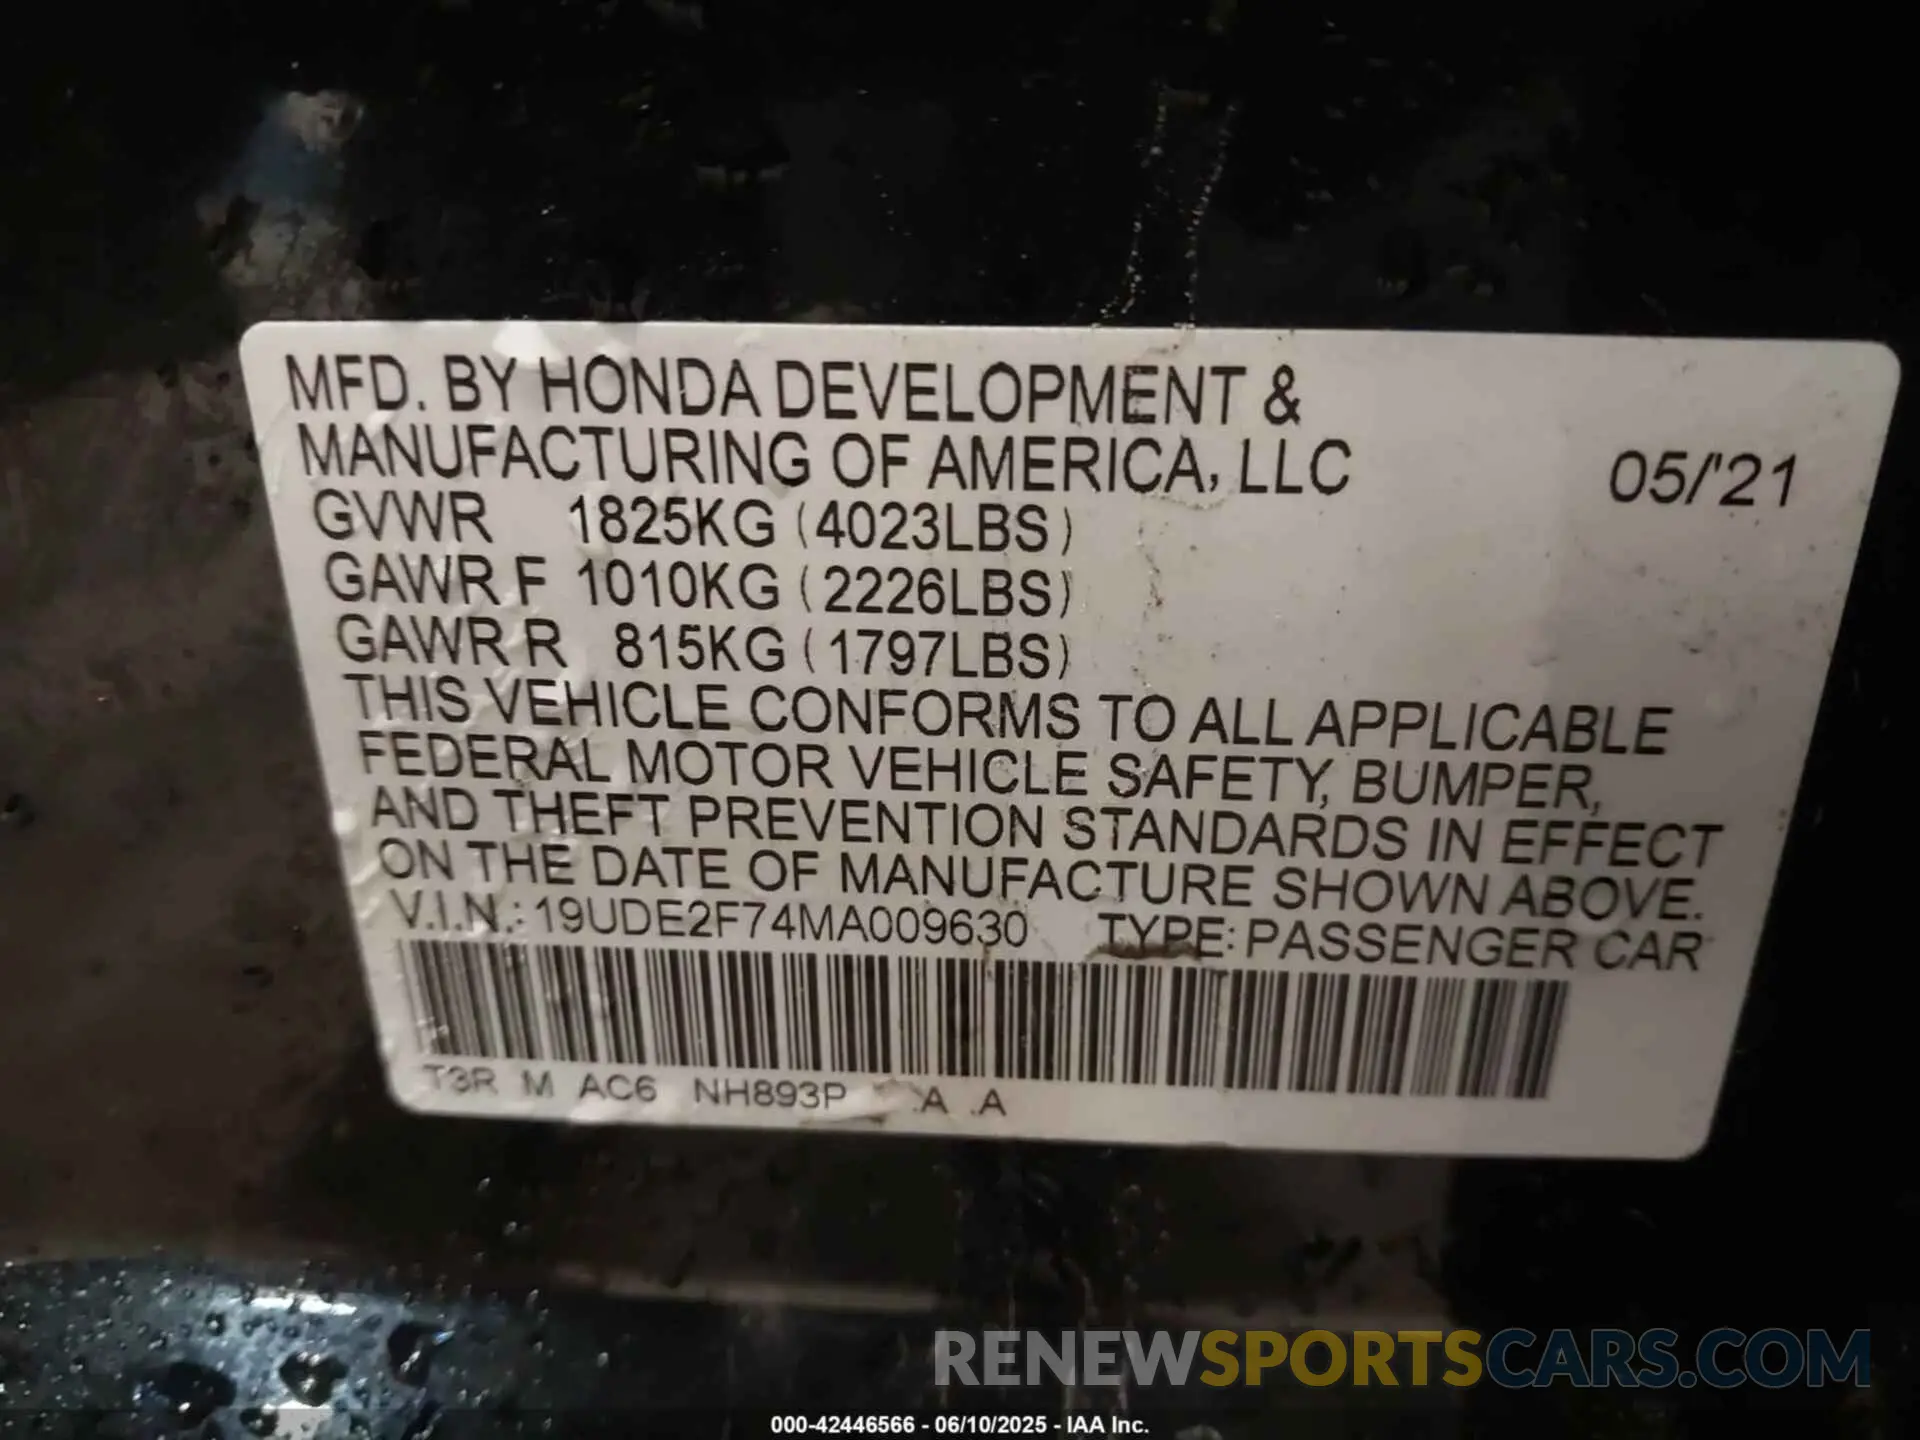 MFD. BY HONDA DEVELOPMENT &
MANUFACTURING OF AMERICA, LLC 05/'21
GVWR 1825KG (4023LBS)
GAWR F 1010KG (2226LBS)
GAWR R 815KG (1797LBS)
THIS VEHICLE CONFORMS TO ALL APPLICABLE
FEDERAL MOTOR VEHICLE SAFETY, BUMPER,
AND THEFT PREVENTION STANDARDS IN EFFECT
ON THE DATE OF MANUFACTURE SHOWN ABOVE.
V.I.N.: 19UDE2F74MA009630 TYPE: PASSENGER CAR
T3R M AC6 NH893P .A .A
RENEWSPORTSCARS.COM
000-42446566 - 06/10/2025 - IAA Inc.